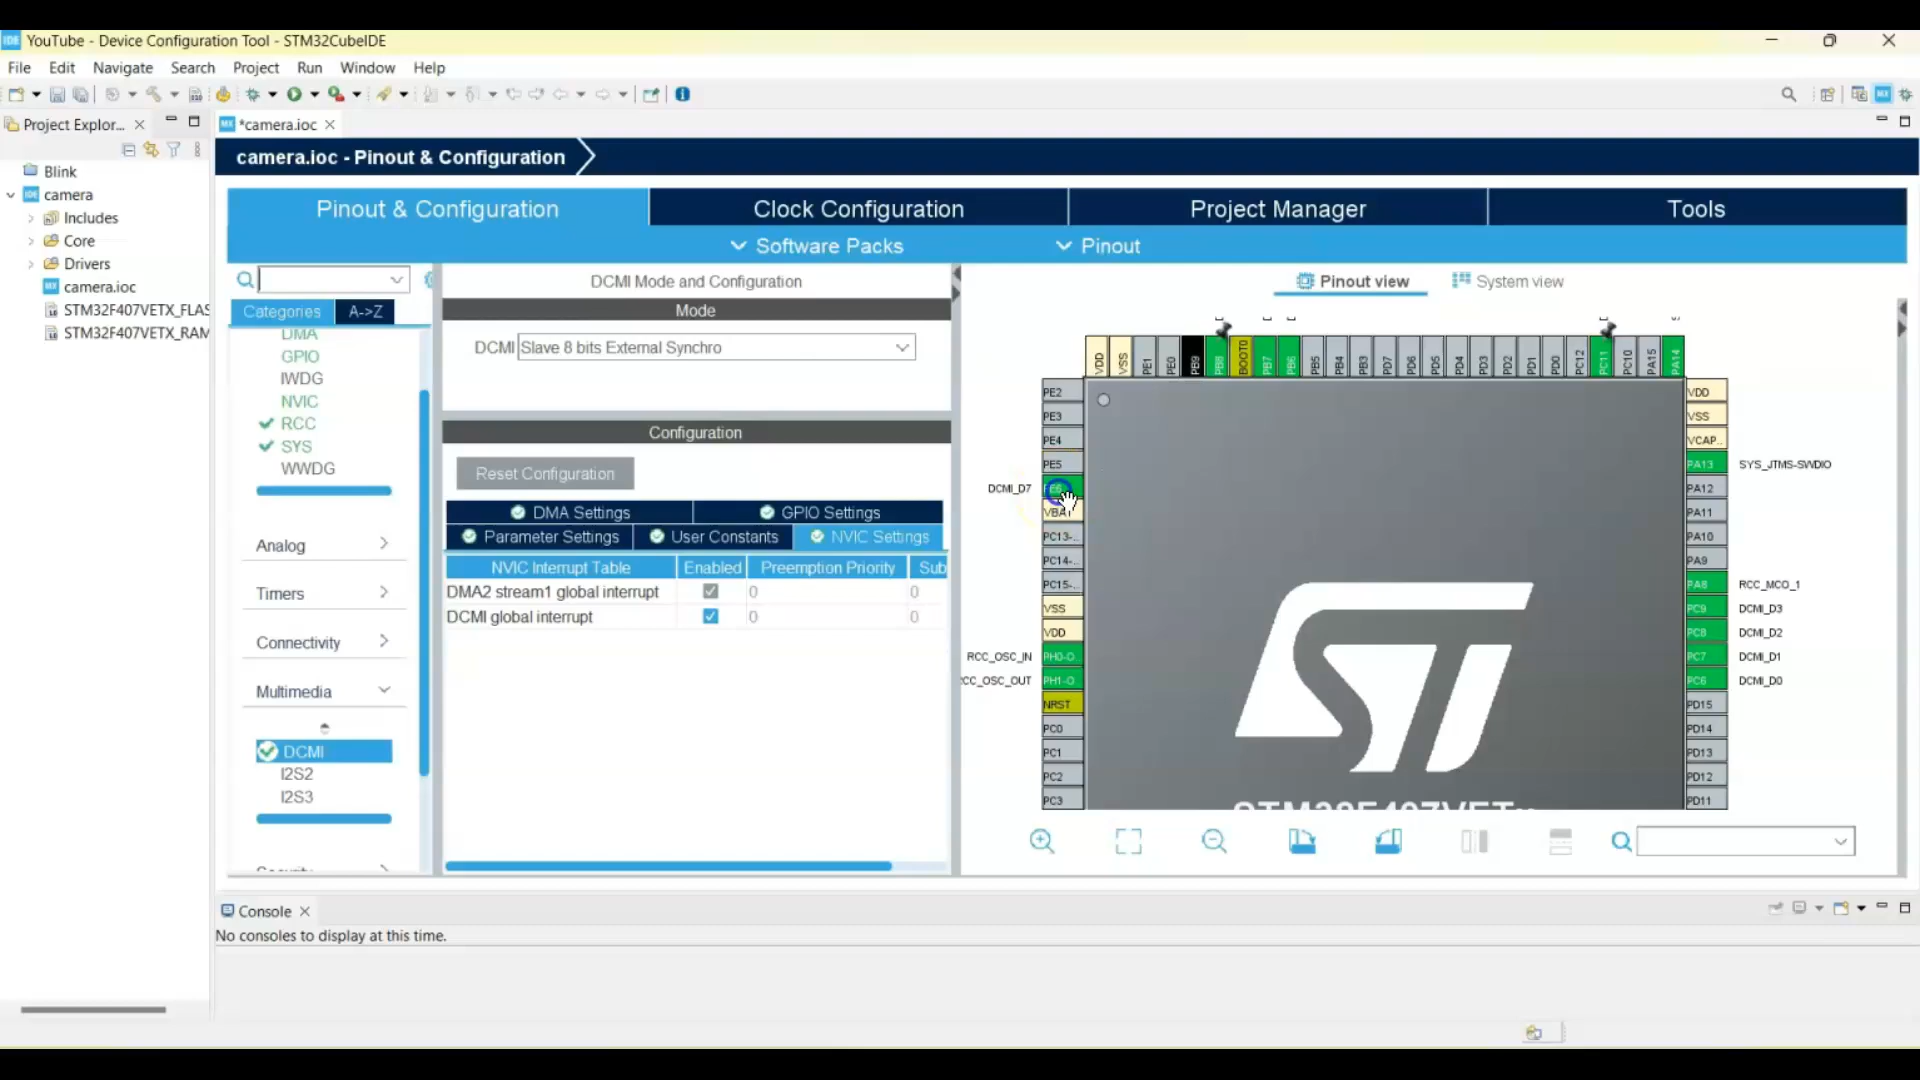 YouTube - Device Configuration Tool - STM32CubeIDE
File Edit Navigate Search Project Run Window Help
Project Explor...
*camera.ioc
camera.ioc - Pinout & Configuration
Blink
camera
Includes
Core
Drivers
camera.ioc
STM32F407VETX_FLAS
STM32F407VETX_RAM
Pinout & Configuration
Clock Configuration
Project Manager
Tools
Software Packs
Pinout
Categories
A->Z
DMA
GPIO
IWDG
NVIC
RCC
SYS
WWDG
Analog
Timers
Connectivity
Multimedia
DCMI
I2S2
I2S3
DCMI Mode and Configuration
Mode
DCMI Slave 8 bits External Synchro
Configuration
Reset Configuration
DMA Settings
GPIO Settings
Parameter Settings
User Constants
NVIC Settings
NVIC Interrupt Table Enabled Preemption Priority Sub
DMA2 stream1 global interrupt 0 0
DCMI global interrupt 0 0
Pinout view
System view
VDD VSS PE1 PE0 PB9 PB8 BOOT0 PB7 PB6 PB5 PB4 PB3 PD7 PD6 PD5 PD4 PD3 PD2 PD1 PD0 PC12 PC11 PC10 PA15 PA14
PE2
PE3
PE4
PE5
DCMI_D7 PE6
VBAT
PC13-..
PC14-..
PC15-..
VSS
VDD
RCC_OSC_IN PH0-O
CC_OSC_OUT PH1-O
NRST
PC0
PC1
PC2
PC3
VDD
VSS
VCAP..
PA13 SYS_JTMS-SWDIO
PA12
PA11
PA10
PA9
PA8 RCC_MCO_1
PC9 DCMI_D3
PC8 DCMI_D2
PC7 DCMI_D1
PC6 DCMI_D0
PD15
PD14
PD13
PD12
PD11
ST
Console
No consoles to display at this time.